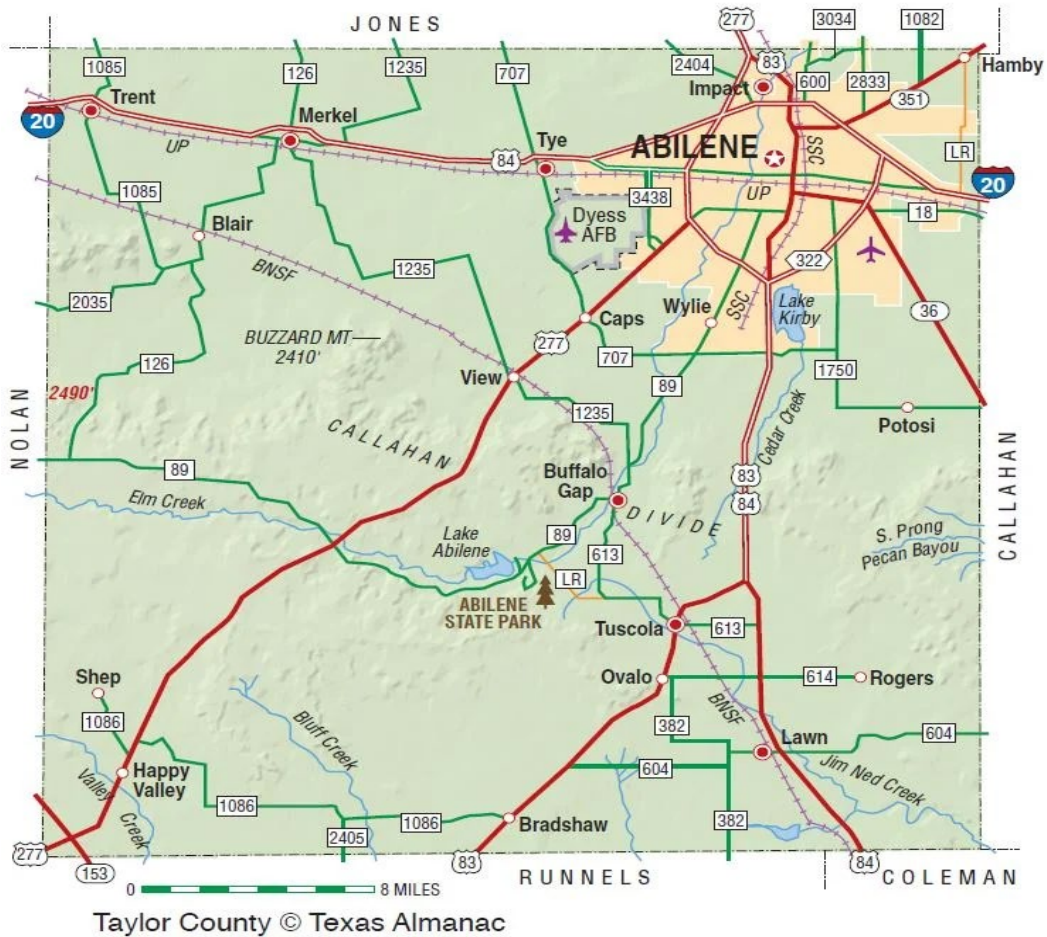 JONES
277
3034
1082
1085
126
1235
707
2404
83
600
2833
Hamby
Impact
351
Trent
20
Merkel
UP
84
Tye
ABILENE
SSC
LR
20
1085
3438
UP
18
Dyess
AFB
Blair
BNSF
1235
322
2035
Lake
Kirby
Wylie
SSC
36
Caps
BUZZARD MT
2410'
277
707
126
View
89
1750
2490'
NOLAN
CALLAHAN
1235
Cedar Creek
Potosi
CALLAHAN
89
Buffalo
Gap
83
84
Elm Creek
DIVIDE
S. Prong
Pecan Bayou
Lake
Abilene
89
613
LR
ABILENE
STATE PARK
Tuscola
613
Shep
Ovalo
614
Rogers
1086
Bluff Creek
382
BNSF
Lawn
604
Happy
Valley
604
Jim Ned Creek
Valley
Creek
1086
2405
1086
Bradshaw
382
277
153
83
84
0
8 MILES
RUNNELS
COLEMAN
Taylor County © Texas Almanac